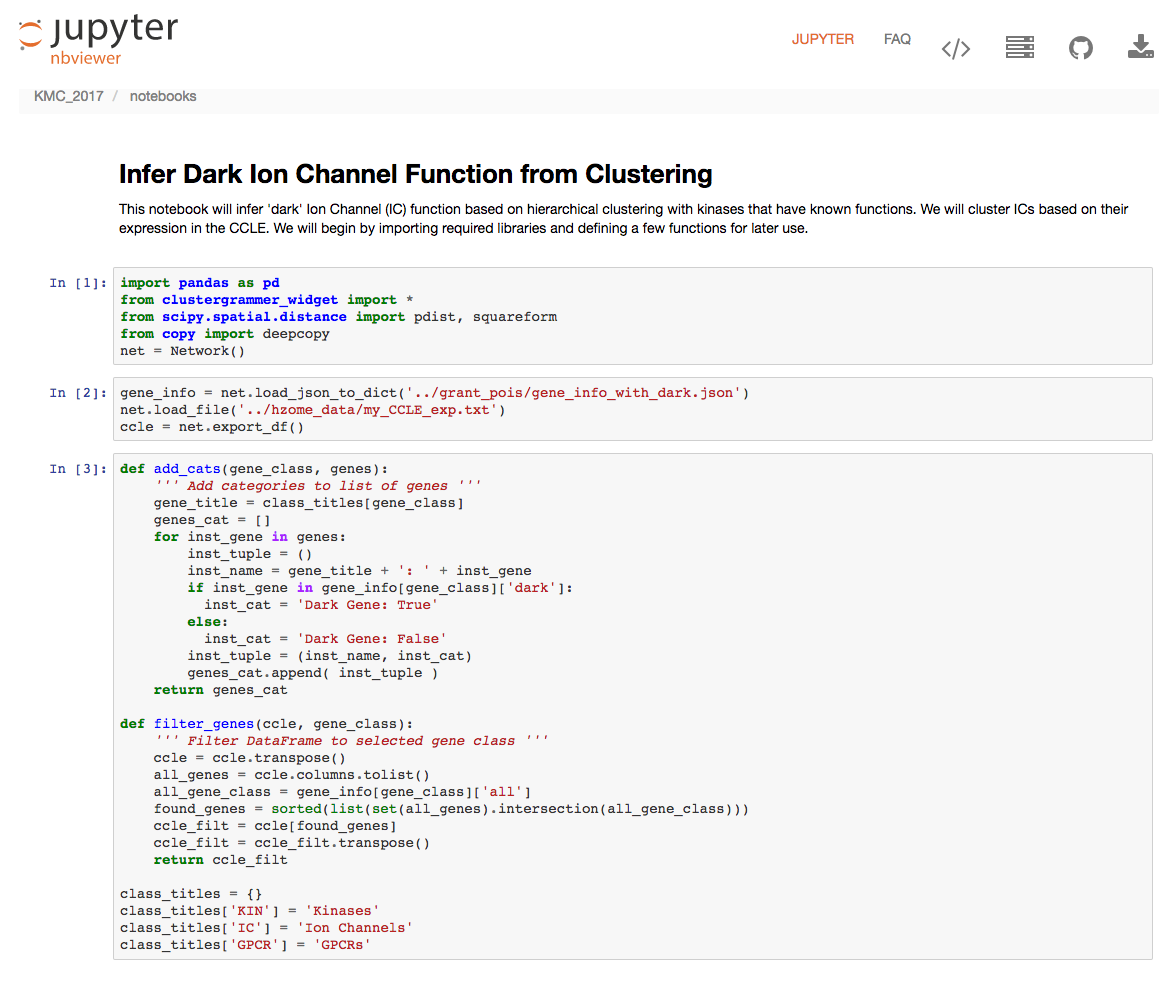 jupyter
nbviewer
JUPYTER FAQ </>
KMC_2017 / notebooks
Infer Dark Ion Channel Function from Clustering
This notebook will infer 'dark' Ion Channel (IC) function based on hierarchical clustering with kinases that have known functions. We will cluster ICs based on their
expression in the CCLE. We will begin by importing required libraries and defining a few functions for later use.
In [1]: import pandas as pd
from clustergrammer_widget import *
from scipy.spatial.distance import pdist, squareform
from copy import deepcopy
net = Network()
In [2]: gene_info = net.load_json_to_dict('../grant_pois/gene_info_with_dark.json')
net.load_file('../hzome_data/my_CCLE_exp.txt')
ccle = net.export_df()
In [3]: def add_cats(gene_class, genes):
    ''' Add categories to list of genes '''
    gene_title = class_titles[gene_class]
    genes_cat = []
    for inst_gene in genes:
        inst_tuple = ()
        inst_name = gene_title + ': ' + inst_gene
        if inst_gene in gene_info[gene_class]['dark']:
          inst_cat = 'Dark Gene: True'
        else:
          inst_cat = 'Dark Gene: False'
        inst_tuple = (inst_name, inst_cat)
        genes_cat.append( inst_tuple )
    return genes_cat
def filter_genes(ccle, gene_class):
    ''' Filter DataFrame to selected gene class '''
    ccle = ccle.transpose()
    all_genes = ccle.columns.tolist()
    all_gene_class = gene_info[gene_class]['all']
    found_genes = sorted(list(set(all_genes).intersection(all_gene_class)))
    ccle_filt = ccle[found_genes]
    ccle_filt = ccle_filt.transpose()
    return ccle_filt
class_titles = {}
class_titles['KIN'] = 'Kinases'
class_titles['IC'] = 'Ion Channels'
class_titles['GPCR'] = 'GPCRs'